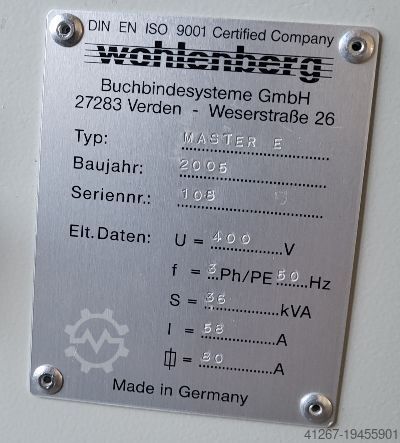 DIN EN ISO 9001 Certified Company
wohlenberg
Buchbindesysteme GmbH
27283 Verden - Weserstraße 26
Typ: MASTER E
Baujahr: 2005
Seriennr.: 108
Elt.Daten: U = 400 V
f = 3 Ph/PE 50 Hz
S = 36 kVA
I = 58 A
= 80 A
Made in Germany
41267-19455901